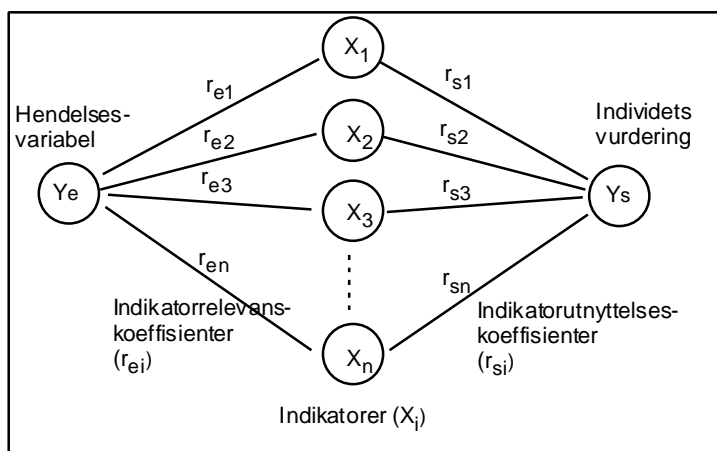 X1
re1
rs1
Hendelses-
variabel
Individets
vurdering
re2
X2
rs2
re3
rs3
Ye
X3
Ys
ren
rsn
Indikatorrelevans-
koeffisienter
(rei)
Indikatorutnyttelses-
koeffisienter
(rsi)
Xn
Indikatorer (Xi)